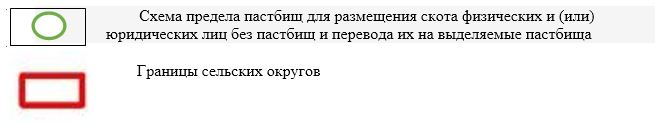 Схема предела пастбищ для размещения скота физических и (или)
юридических лиц без пастбищ и перевода их на выделяемые пастбища
Границы сельских округов